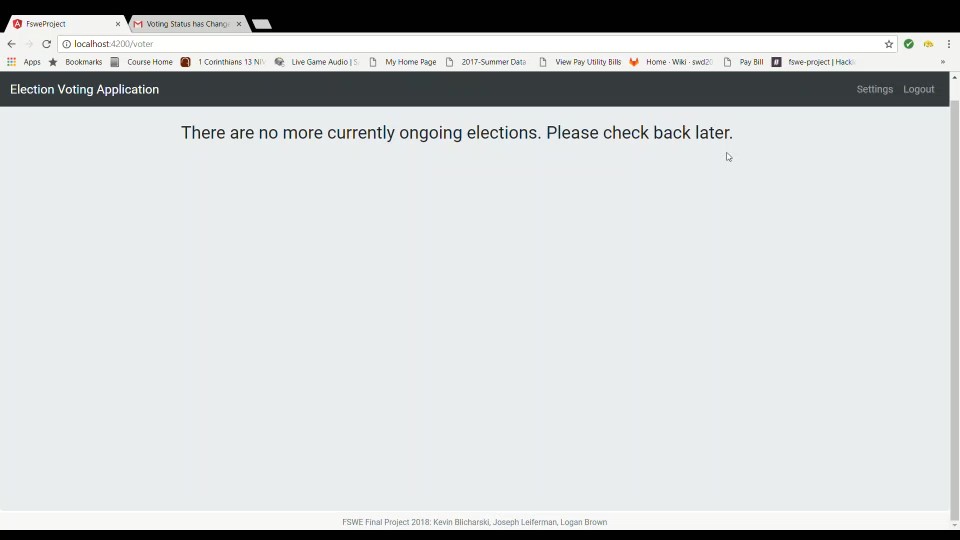 FsweProject
Voting Status has Chang
localhost:4200/voter
Apps Bookmarks Course Home 1 Corinthians 13 NIV Live Game Audio | S My Home Page 2017-Summer Data View Pay Utility Bills Home · Wiki · swd20 Pay Bill # fswe-project | Hack »
Election Voting Application Settings Logout
There are no more currently ongoing elections. Please check back later.
FSWE Final Project 2018: Kevin Blicharski, Joseph Leiferman, Logan Brown